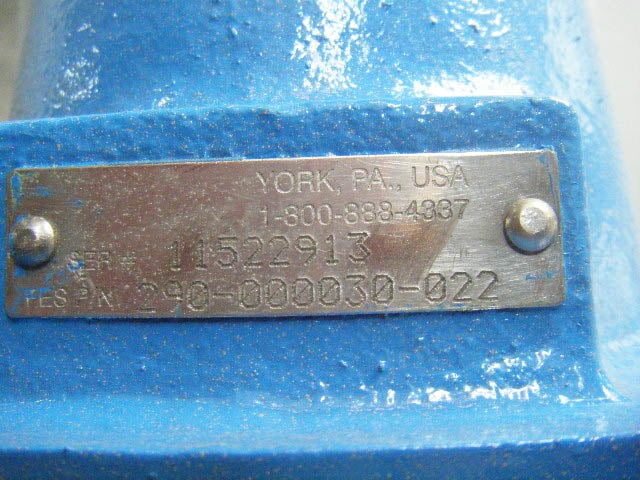 YORK, PA., USA
1-800-888-4337
SER # 11522913
FES P/N 290-000030-022